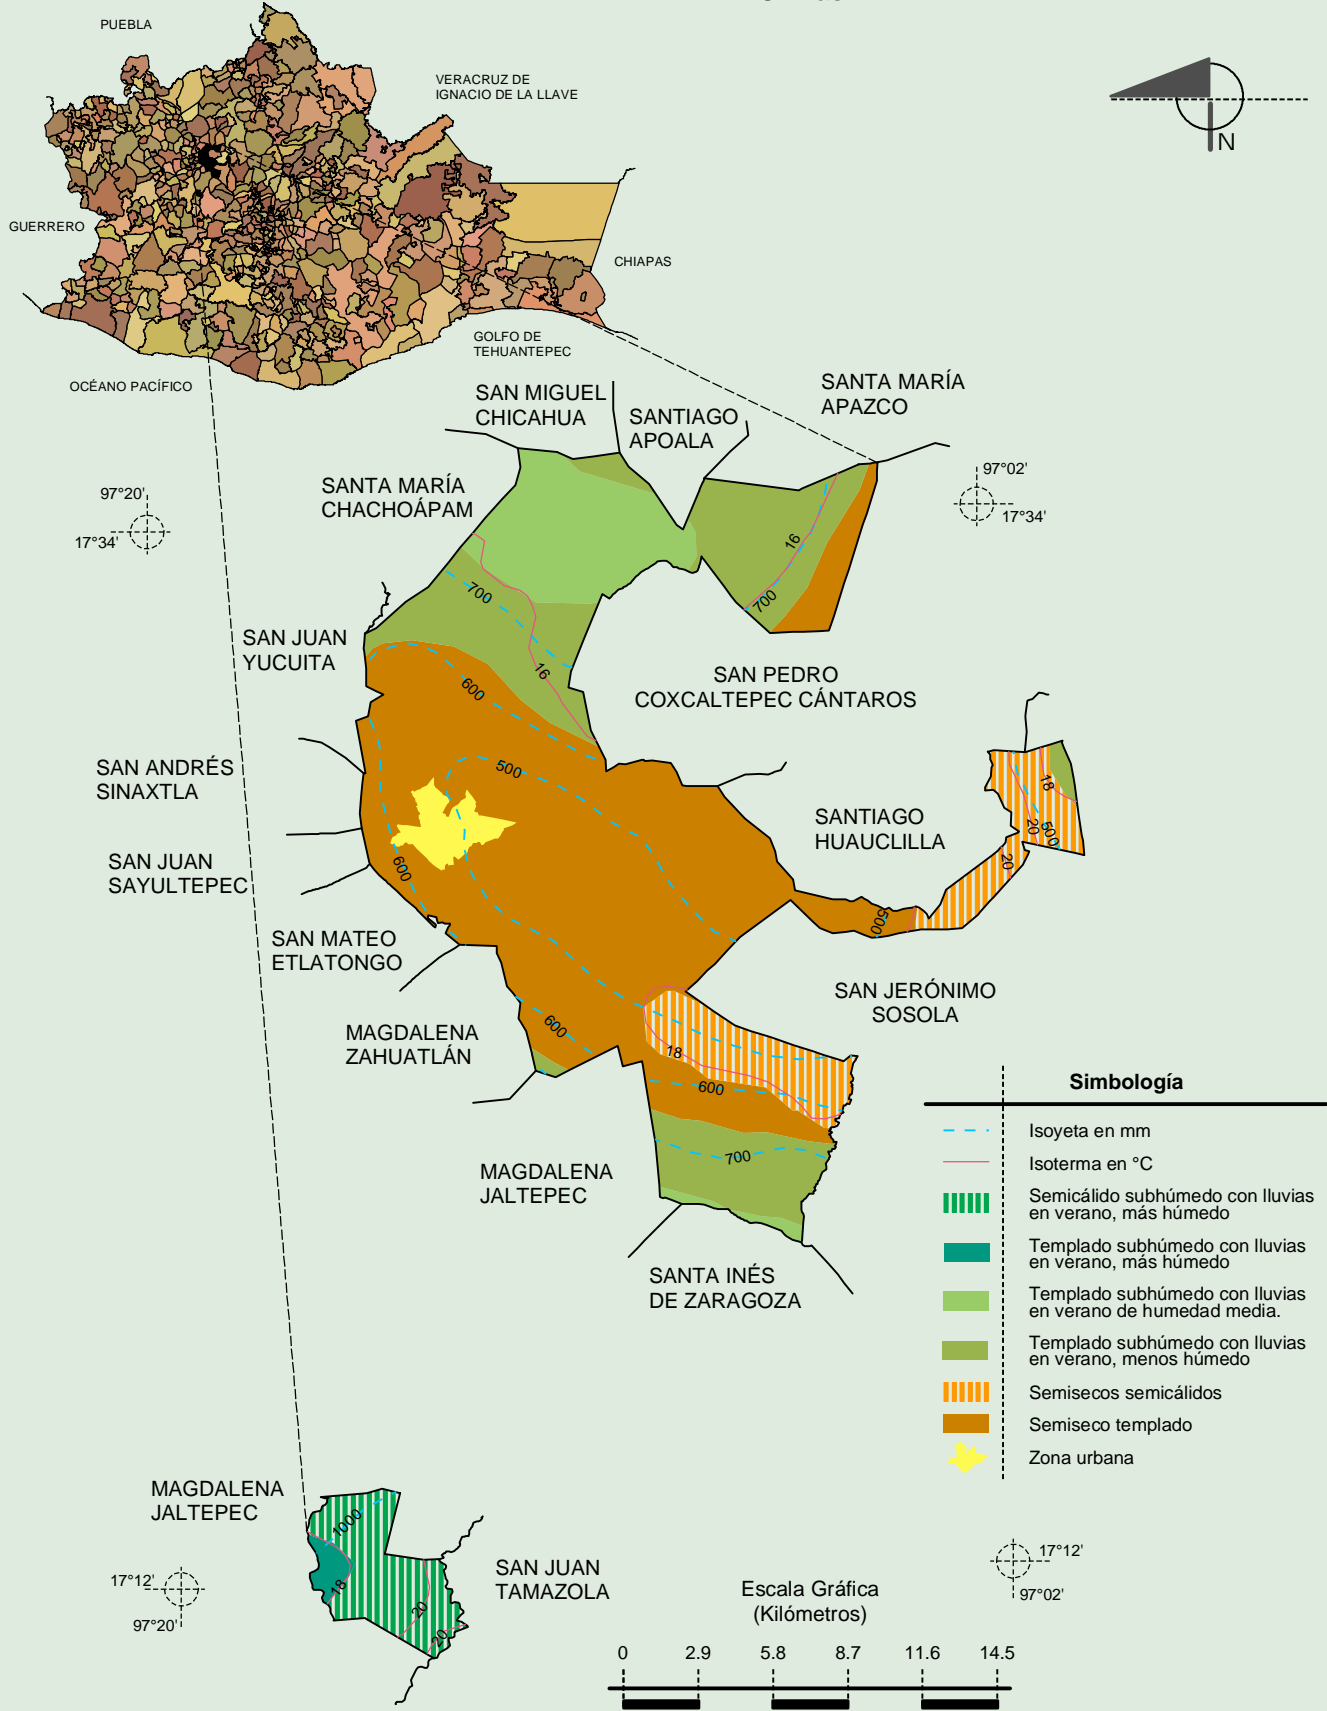 PUEBLA
VERACRUZ DE
IGNACIO DE LA LLAVE
N
GUERRERO
CHIAPAS
GOLFO DE
TEHUANTEPEC
OCÉANO PACÍFICO
SAN MIGUEL
CHICAHUA
SANTIAGO
APOALA
SANTA MARÍA
APAZCO
SANTA MARÍA
CHACHOÁPAM
97°20'
17°34'
97°02'
17°34'
16
700
700
16
SAN JUAN
YUCUITA
600
SAN PEDRO
COXCALTEPEC CÁNTAROS
500
SAN ANDRÉS
SINAXTLA
SANTIAGO
HUAUCLILLA
18
20
500
20
SAN JUAN
SAYULTEPEC
600
500
SAN MATEO
ETLATONGO
SAN JERÓNIMO
SOSOLA
MAGDALENA
ZAHUATLÁN
600
18
600
700
MAGDALENA
JALTEPEC
SANTA INÉS
DE ZARAGOZA
Simbología
Isoyeta en mm
Isoterma en °C
Semicálido subhúmedo con lluvias
en verano, más húmedo
Templado subhúmedo con lluvias
en verano, más húmedo
Templado subhúmedo con lluvias
en verano de humedad media.
Templado subhúmedo con lluvias
en verano, menos húmedo
Semisecos semicálidos
Semiseco templado
Zona urbana
MAGDALENA
JALTEPEC
1000
18
20
20
SAN JUAN
TAMAZOLA
17°12'
97°20'
17°12'
97°02'
Escala Gráfica
(Kilómetros)
0 2.9 5.8 8.7 11.6 14.5